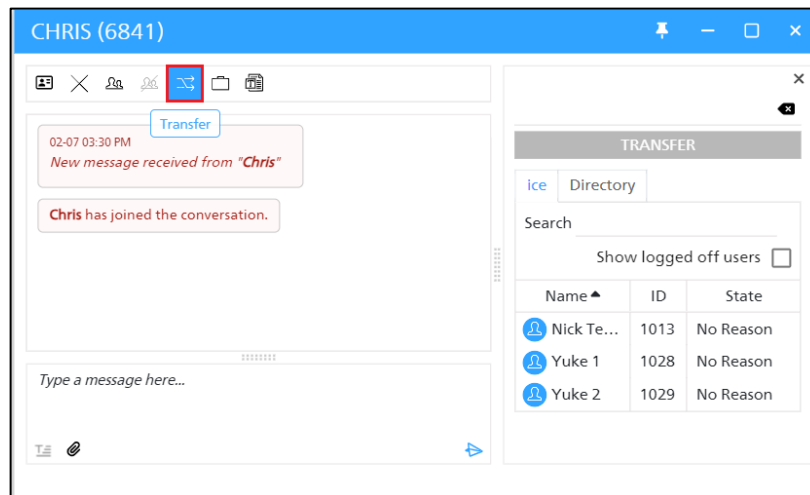 CHRIS (6841)
Transfer
02-07 03:30 PM
New message received from "Chris"
Chris has joined the conversation.
Type a message here...
TRANSFER
ice Directory
Search
Show logged off users
Name ID State
Nick Te... 1013 No Reason
Yuke 1 1028 No Reason
Yuke 2 1029 No Reason